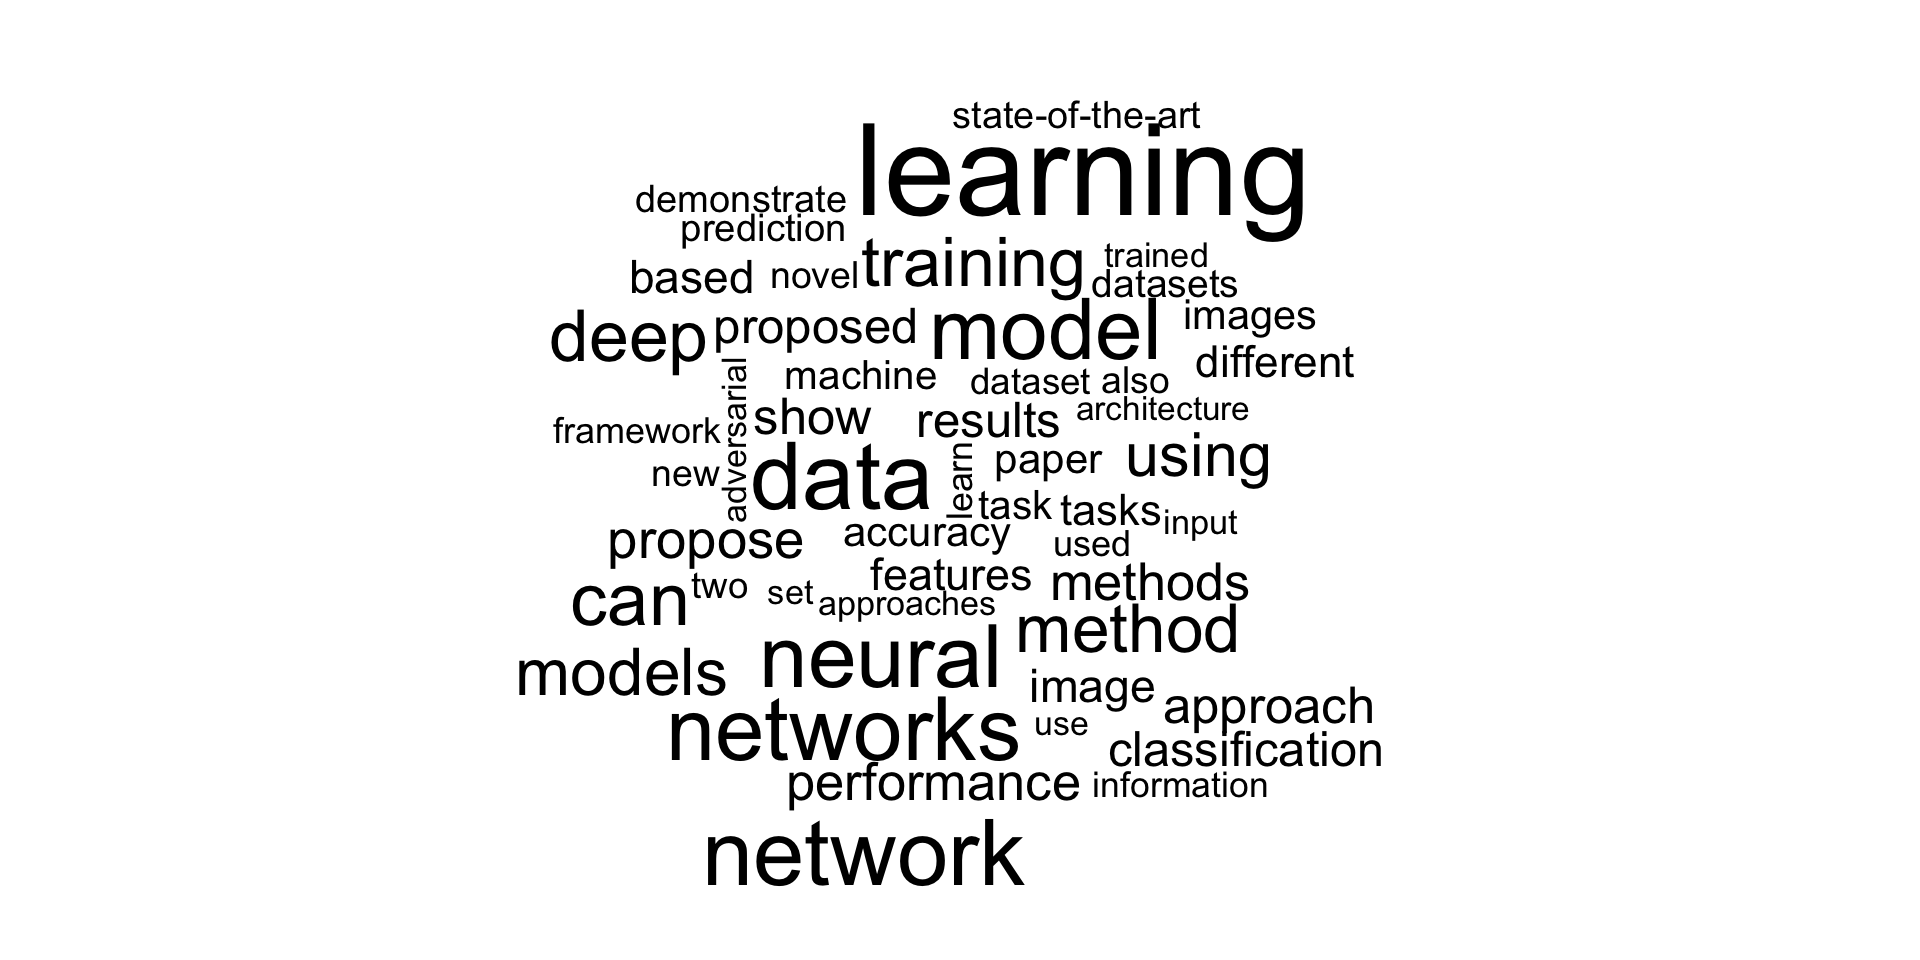 state-of-the-art
learning
demonstrate
prediction
training trained
based novel datasets
deep proposed model images
different
machine dataset also
adversarial
show results architecture
framework
using
new data learn paper
task tasks input
propose accuracy used
features methods
can two set approaches
method
neural
models image approach
networks use
classification
performance information
network